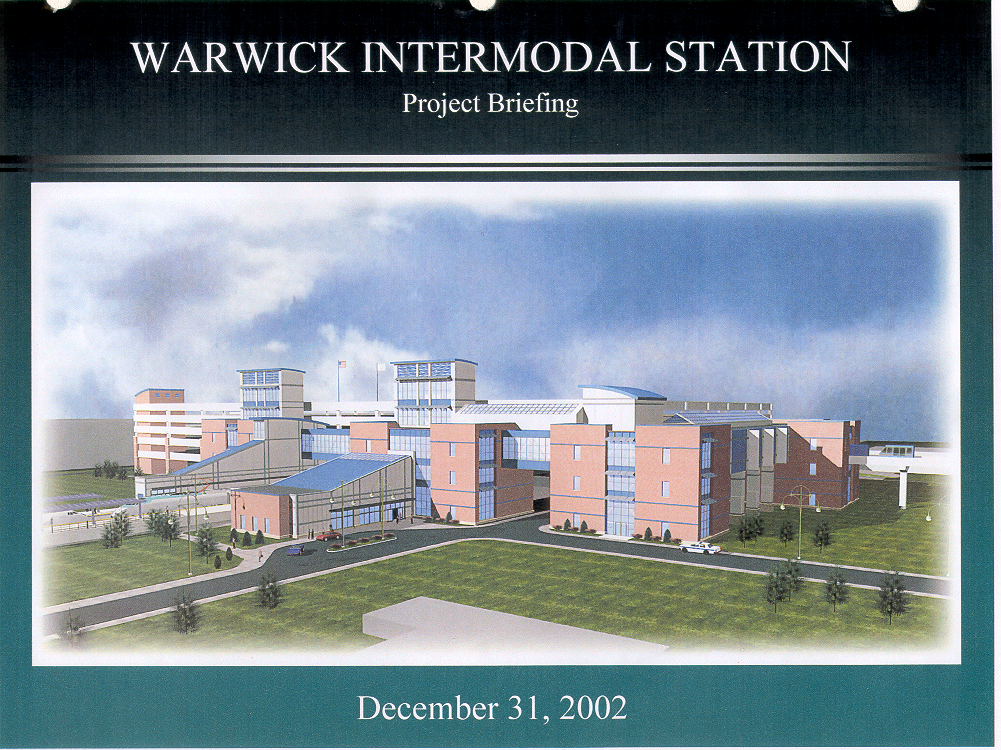 WARWICK INTERMODAL STATION
Project Briefing
December 31, 2002